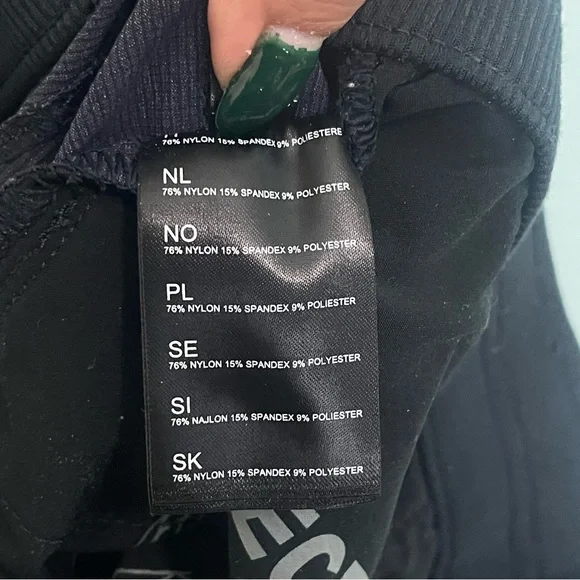 76% NYLON 15% SPANDEX 9% POLIESTERE
NL
76% NYLON 15% SPANDEX 9% POLYESTER
NO
76% NYLON 15% SPANDEX 9% POLYESTER
PL
76% NYLON 15% SPANDEX 9% POLIESTER
SE
76% NYLON 15% SPANDEX 9% POLYESTER
SI
76% NAJLON 15% SPANDEX 9% POLYESTER
SK
76% NYLON 15% SPANDEX 9% POLYESTER